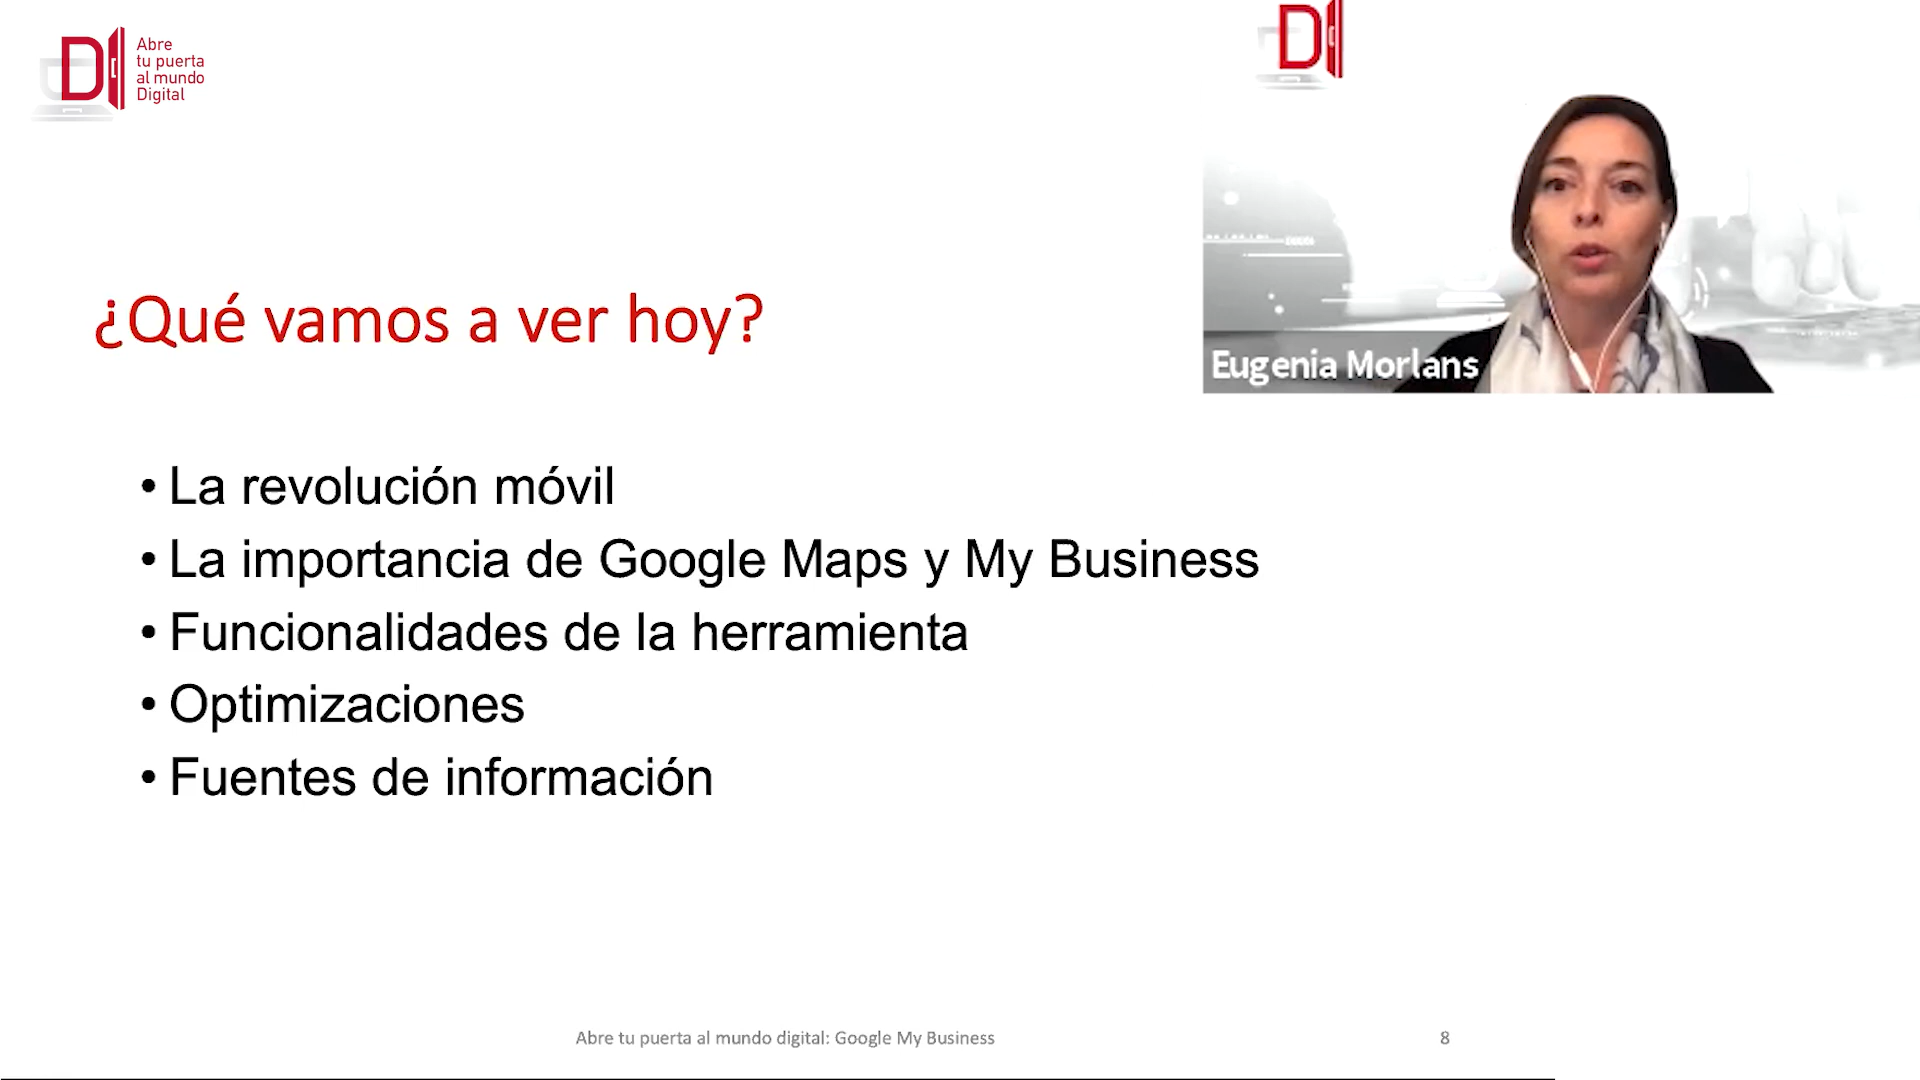 Abre
tu puerta
al mundo
Digital
¿Qué vamos a ver hoy?
Eugenia Morlans
• La revolución móvil
• La importancia de Google Maps y My Business
• Funcionalidades de la herramienta
• Optimizaciones
• Fuentes de información
Abre tu puerta al mundo digital: Google My Business
8